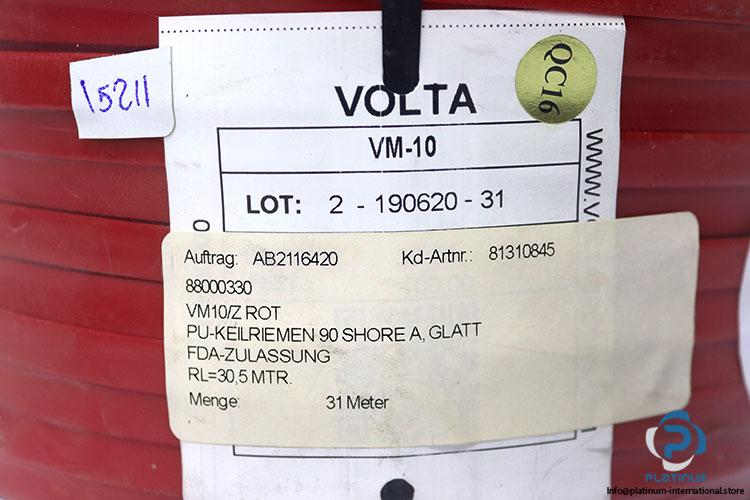 15211
QC16
VOLTA
VM-10
LOT: 2 - 190620 - 31
Auftrag: AB2116420 Kd-Artnr.: 81310845
88000330
VM10/Z ROT
PU-KEILRIEMEN 90 SHORE A, GLATT
FDA-ZULASSUNG
RL=30,5 MTR.
Menge: 31 Meter
PLATINUM
Info@platinum-international.store